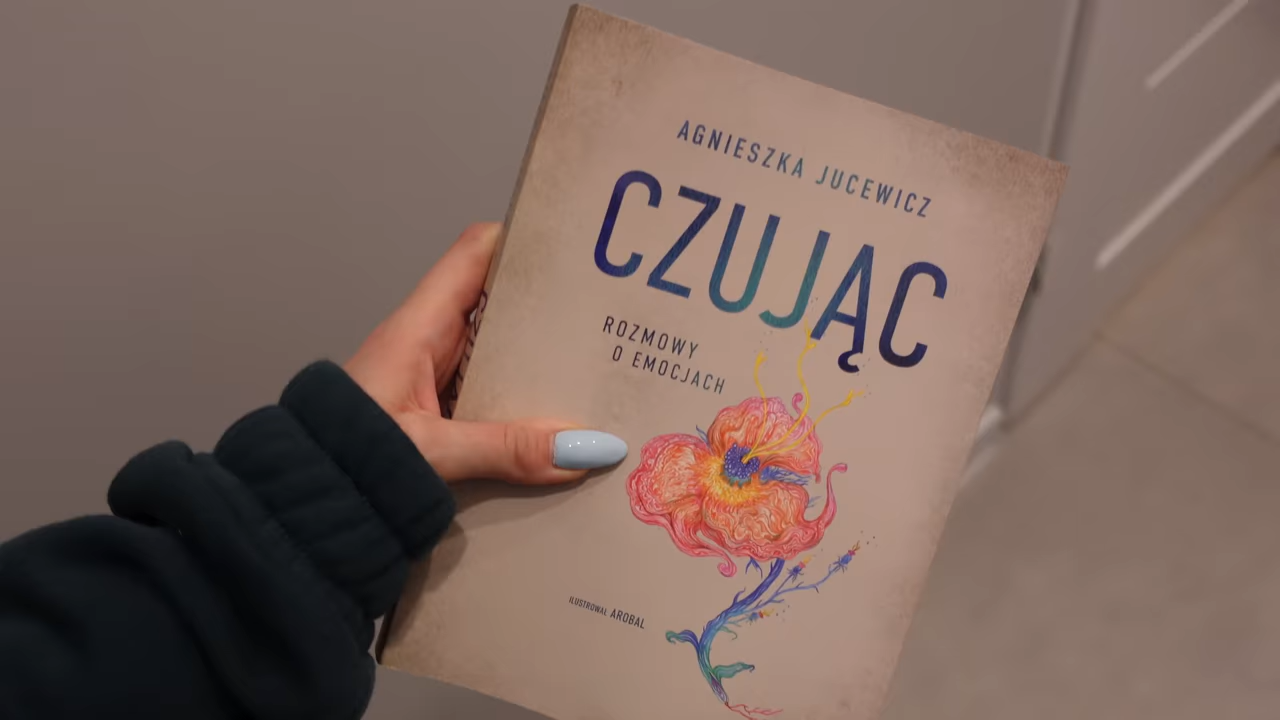 AGNIESZKA JUCEWICZ
CZUJĄC
ROZMOWY
O EMOCJACH
ILUSTROWAŁ AROBAL